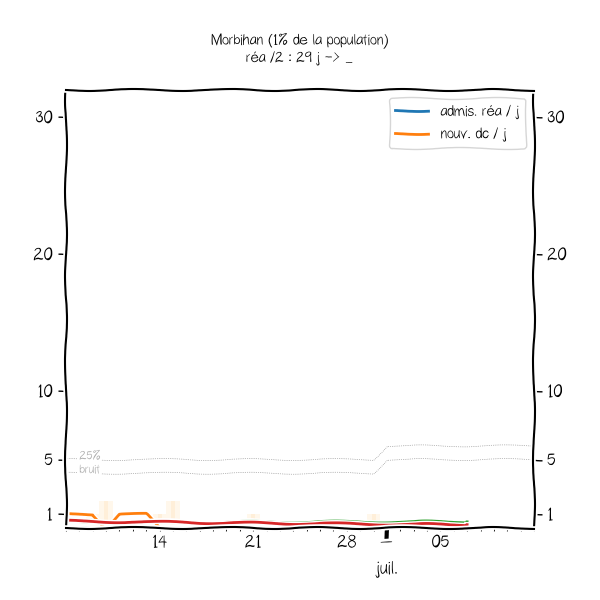 Morbihan (1% de la population)
réa /2 : 29 j -> _
admis. réa / j
nouv. dc / j
30
30
20
20
10
10
25%
5
5
bruit
1
1
14
21
28
05
juil.